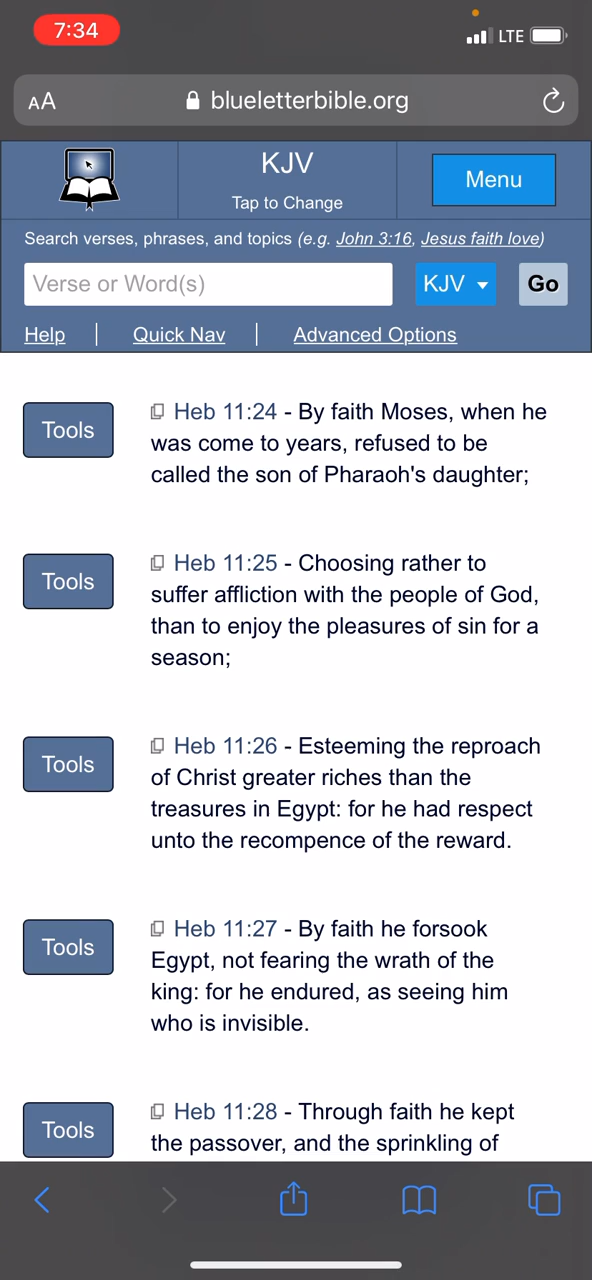 7:34
LTE
AA
blueletterbible.org
KJV
Tap to Change
Menu
Search verses, phrases, and topics (e.g. John 3:16, Jesus faith love)
Verse or Word(s)
KJV
Go
Help | Quick Nav | Advanced Options
Tools
Heb 11:24 - By faith Moses, when he
was come to years, refused to be
called the son of Pharaoh's daughter;
Tools
Heb 11:25 - Choosing rather to
suffer affliction with the people of God,
than to enjoy the pleasures of sin for a
season;
Tools
Heb 11:26 - Esteeming the reproach
of Christ greater riches than the
treasures in Egypt: for he had respect
unto the recompence of the reward.
Tools
Heb 11:27 - By faith he forsook
Egypt, not fearing the wrath of the
king: for he endured, as seeing him
who is invisible.
Tools
Heb 11:28 - Through faith he kept
the passover, and the sprinkling of